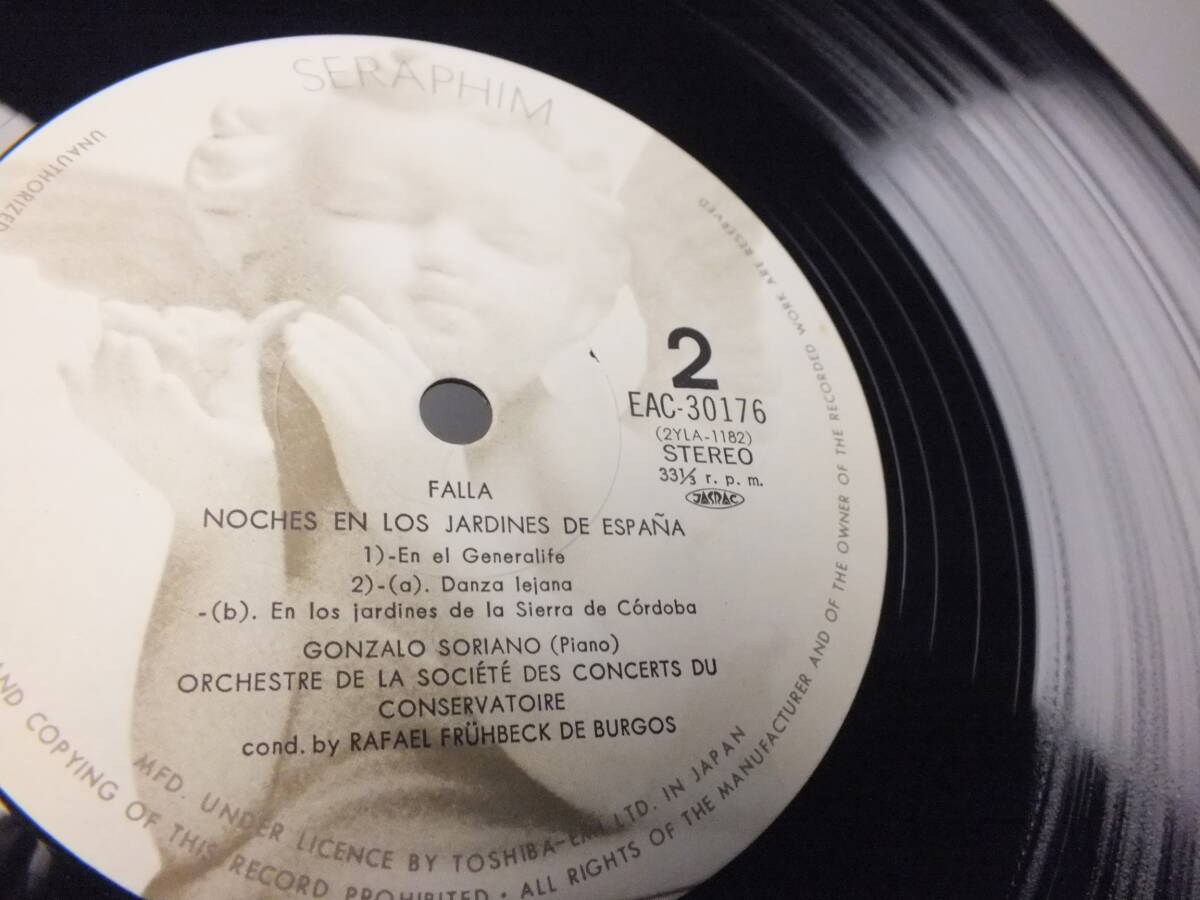 SERAPHIM
2
EAC-30176
(2YLA-1182)
STEREO
33⅓ r. p. m.
JASRAC
FALLA
NOCHES EN LOS JARDINES DE ESPAÑA
1)-En el Generalife
2)-(a). Danza lejana
-(b). En los jardines de la Sierra de Córdoba
GONZALO SORIANO (Piano)
ORCHESTRE DE LA SOCIÉTÉ DES CONCERTS DU
CONSERVATOIRE
cond. by RAFAEL FRÜHBECK DE BURGOS
MFD. UNDER LICENCE BY TOSHIBA-EMI LTD. IN JAPAN
AND COPYING OF THIS RECORD PROHIBITED · ALL RIGHTS OF THE MANUFACTURER AND OF THE OWNER OF THE RECORDED WORK ART RESERVED
UNAUTHORIZED